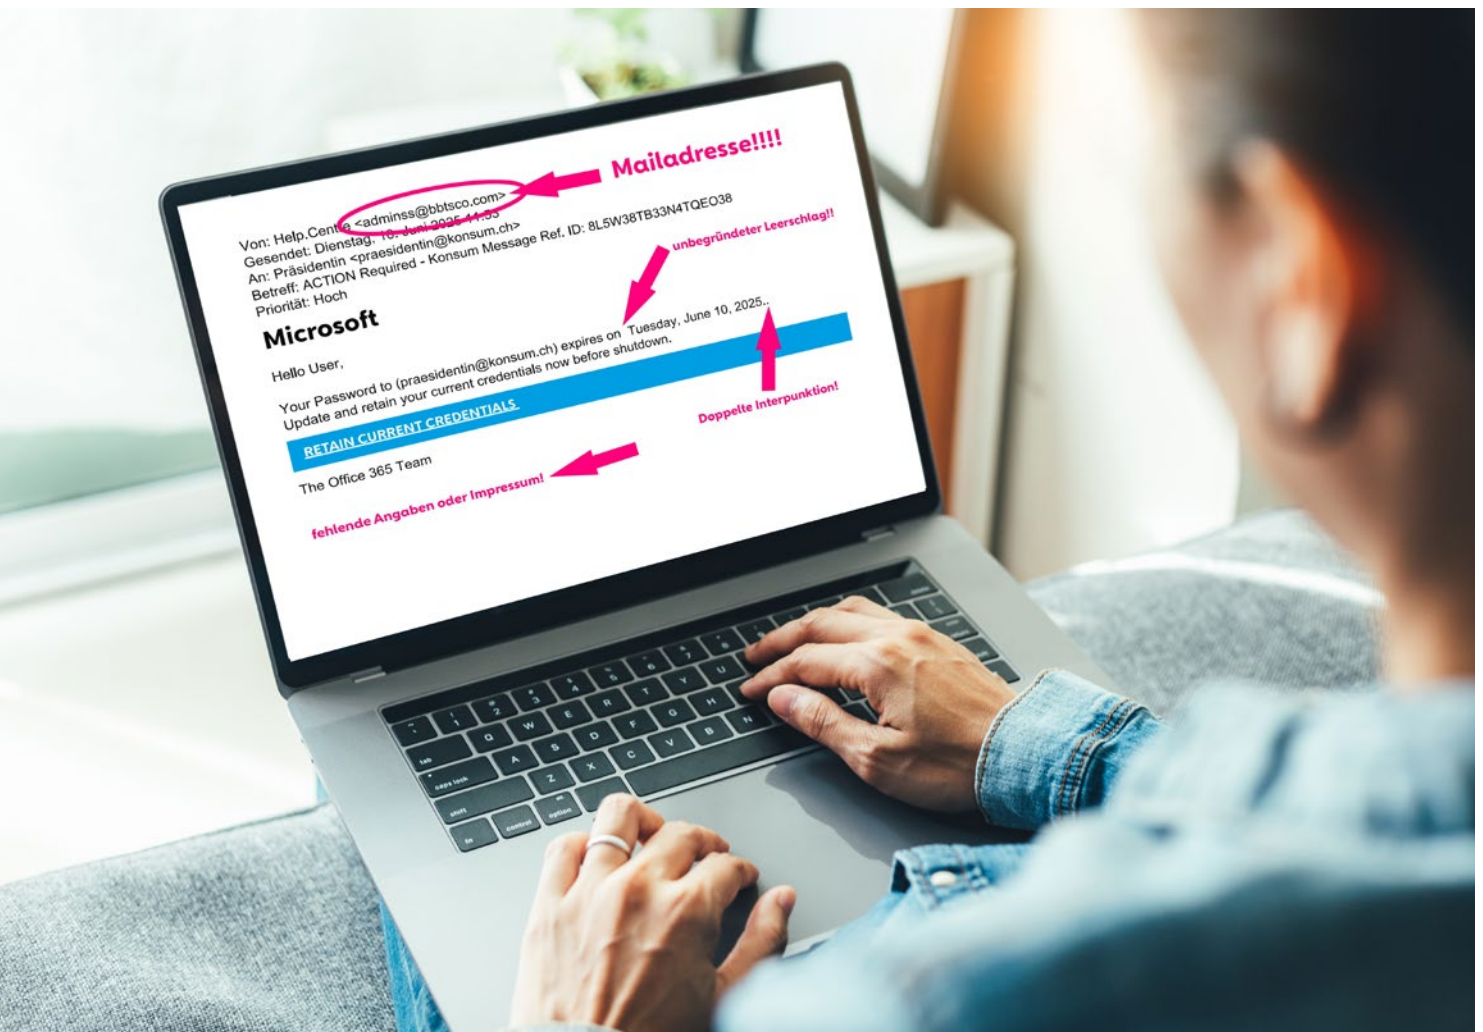 Mailadresse!!!!
Von: Help.Centre <adminss@bbtsco.com>
Gesendet: Dienstag, 10. Juni 2025 11:53
An: Präsidentin <praesidentin@konsum.ch>
Betreff: ACTION Required - Konsum Message Ref. ID: 8L5W38TB33N4TQEO38
Priorität: Hoch
unbegründeter Leerschlag!!
Microsoft
Hello User,
Your Password to (praesidentin@konsum.ch) expires on  Tuesday, June 10, 2025..
Update and retain your current credentials now before shutdown.
RETAIN CURRENT CREDENTIALS
Doppelte Interpunktion!
The Office 365 Team
fehlende Angaben oder Impressum!
tab
Q W E R T Y U
caps lock
A S D F G H
shift
Z X C V B N
fn
control
option